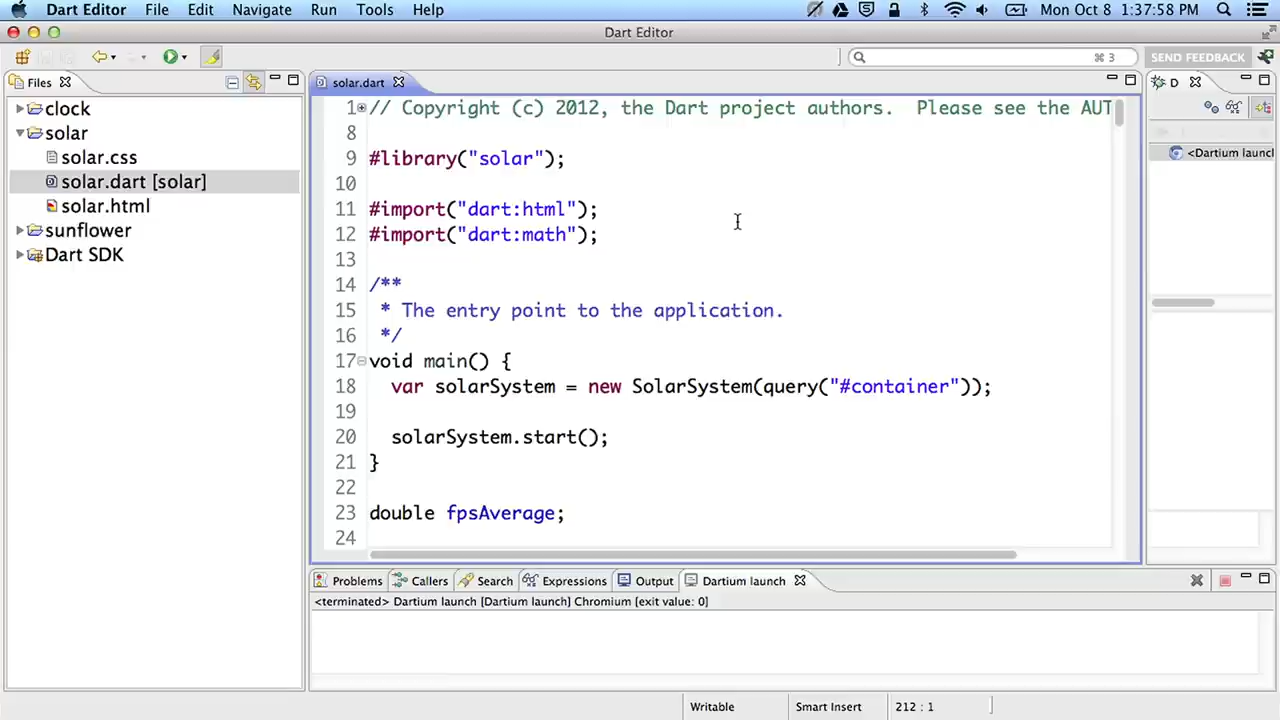 Dart Editor File Edit Navigate Run Tools Help Mon Oct 8 1:37:58 PM
Dart Editor
⌘ 3 SEND FEEDBACK
Files solar.dart D
clock
solar
solar.css
solar.dart [solar]
solar.html
sunflower
Dart SDK
1 // Copyright (c) 2012, the Dart project authors.  Please see the AUT
8
9 #library("solar");
10
11 #import("dart:html");
12 #import("dart:math");
13
14 /**
15  * The entry point to the application.
16  */
17 void main() {
18   var solarSystem = new SolarSystem(query("#container"));
19
20   solarSystem.start();
21 }
22
23 double fpsAverage;
24
<Dartium launcl
Problems Callers Search Expressions Output Dartium launch
<terminated> Dartium launch [Dartium launch] Chromium [exit value: 0]
Writable Smart Insert 212 : 1